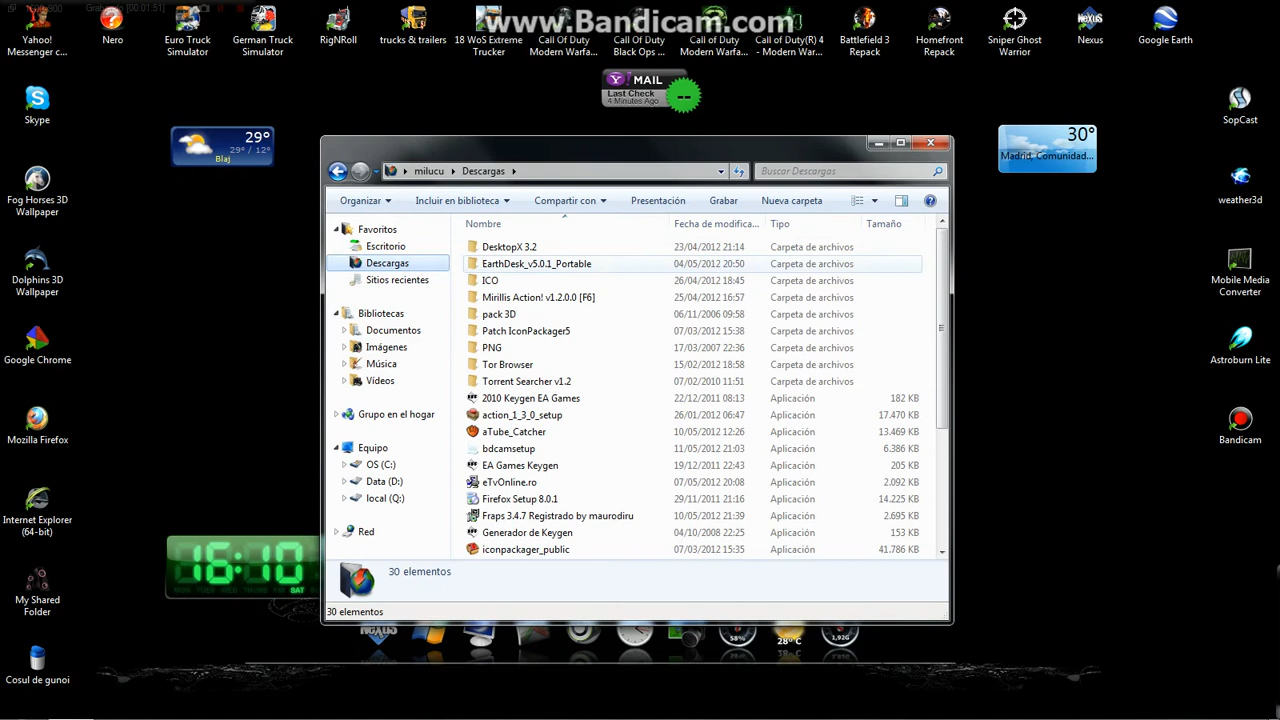 www.Bandicam.com
Yahoo!
Messenger c...
Nero
Euro Truck
Simulator
German Truck
Simulator
RigNRoll
trucks & trailers
18 WoS Extreme
Trucker
Call Of Duty
Modern Warfa...
Call Of Duty
Black Ops ...
Call Of Duty
Modern Warfa...
Call of Duty(R) 4
- Modern War...
Battlefield 3
Repack
Homefront
Repack
Sniper Ghost
Warrior
Nexus
Google Earth
Y! MAIL
Last Check
4 Minutes Ago
--
Skype
29°
29° / 12°
Blaj
30°
Madrid, Comunidad...
SopCast
Fog Horses 3D
Wallpaper
weather3d
Dolphins 3D
Wallpaper
Mobile Media
Converter
Google Chrome
Astroburn Lite
Mozilla Firefox
Bandicam
Internet Explorer
(64-bit)
My Shared
Folder
Cosul de gunoi
16:10
SAT
milucu
Descargas
Buscar Descargas
Organizar
Incluir en biblioteca
Compartir con
Presentación
Grabar
Nueva carpeta
Favoritos
Escritorio
Descargas
Sitios recientes
Bibliotecas
Documentos
Imágenes
Música
Vídeos
Grupo en el hogar
Equipo
OS (C:)
Data (D:)
local (Q:)
Red
Nombre Fecha de modifica... Tipo Tamaño
DesktopX 3.2 23/04/2012 21:14 Carpeta de archivos
EarthDesk_v5.0.1_Portable 04/05/2012 20:50 Carpeta de archivos
ICO 26/04/2012 18:45 Carpeta de archivos
Mirillis Action! v1.2.0.0 [F6] 25/04/2012 16:57 Carpeta de archivos
pack 3D 06/11/2006 09:58 Carpeta de archivos
Patch IconPackager5 07/03/2012 15:38 Carpeta de archivos
PNG 17/03/2007 22:36 Carpeta de archivos
Tor Browser 15/02/2012 18:58 Carpeta de archivos
Torrent Searcher v1.2 07/02/2010 11:51 Carpeta de archivos
2010 Keygen EA Games 22/12/2011 08:13 Aplicación 182 KB
action_1_3_0_setup 26/01/2012 06:47 Aplicación 17.470 KB
aTube_Catcher 10/05/2012 12:26 Aplicación 13.469 KB
bdcamsetup 11/05/2012 21:03 Aplicación 6.386 KB
EA Games Keygen 19/12/2011 22:43 Aplicación 205 KB
eTvOnline.ro 07/05/2012 20:08 Aplicación 2.092 KB
Firefox Setup 8.0.1 29/11/2011 21:16 Aplicación 14.225 KB
Fraps 3.4.7 Registrado by maurodiru 10/05/2012 21:39 Aplicación 2.695 KB
Generador de Keygen 04/10/2008 22:25 Aplicación 153 KB
iconpackager_public 07/03/2012 15:35 Aplicación 41.786 KB
30 elementos
30 elementos
NEXUS
58%
28°C
1,92G